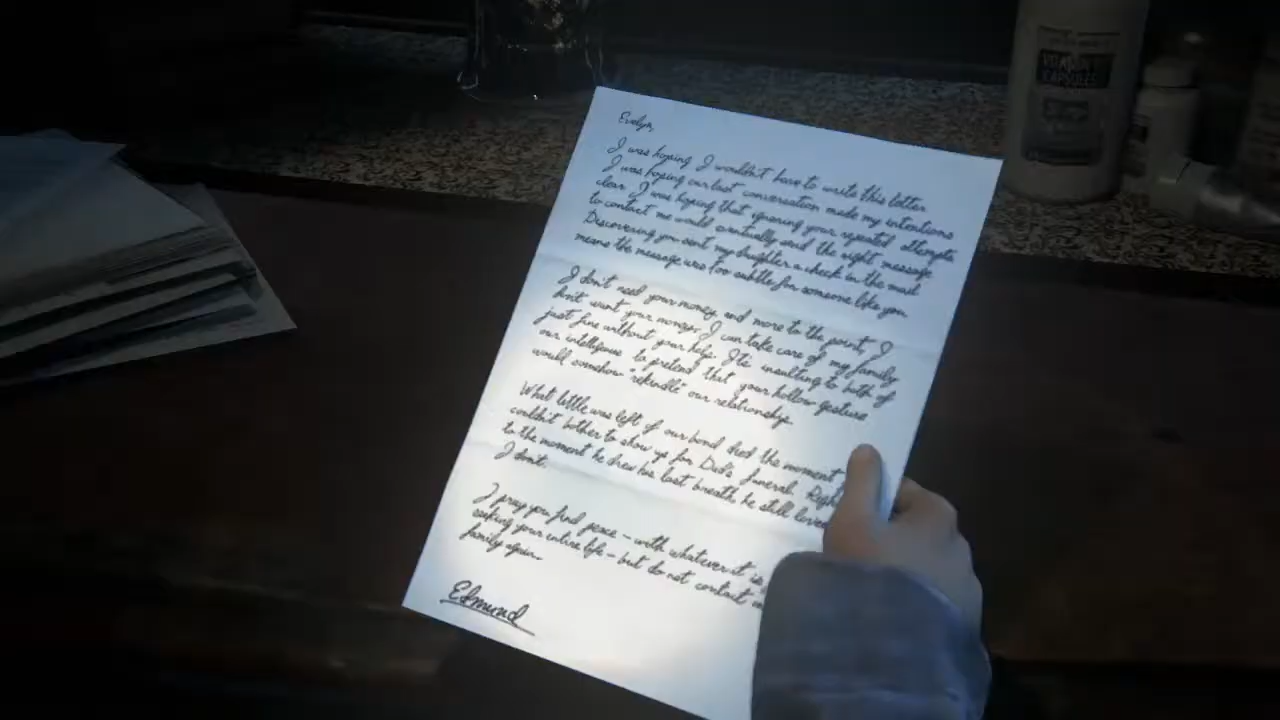 Evelyn,
I was hoping I wouldn't have to write this letter.
I was hoping our last conversation made my intentions
clear. I was hoping that ignoring your repeated attempts
to contact me would eventually send the right message.
Discovering you sent my daughter a check in the mail
means the message was too subtle for someone like you.
I don't need your money, and more to the point, I
don't want your money. I can take care of my family
just fine without your help. It's insulting to both of
our intelligence to pretend that your hollow gesture
would somehow "rekindle" our relationship.
What little was left of our bond died the moment
couldn't bother to show up for Dad's funeral. Right
to the moment he drew his last breath, he still loved
I don't.
I pray you find peace - with whatever it is
seeking your entire life - but do not contact
family again.
Edmund
CAPSULES